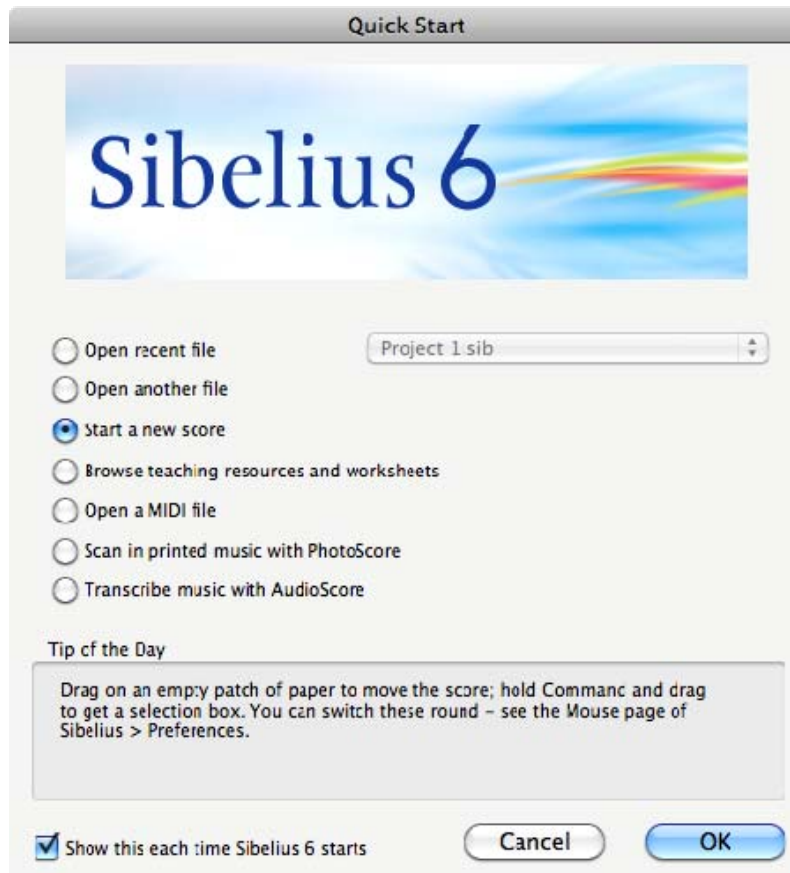 Quick Start
Sibelius 6
Open recent file
Project 1 sib
Open another file
Start a new score
Browse teaching resources and worksheets
Open a MIDI file
Scan in printed music with PhotoScore
Transcribe music with AudioScore
Tip of the Day
Drag on an empty patch of paper to move the score; hold Command and drag
to get a selection box. You can switch these round – see the Mouse page of
Sibelius > Preferences.
Show this each time Sibelius 6 starts
Cancel
OK